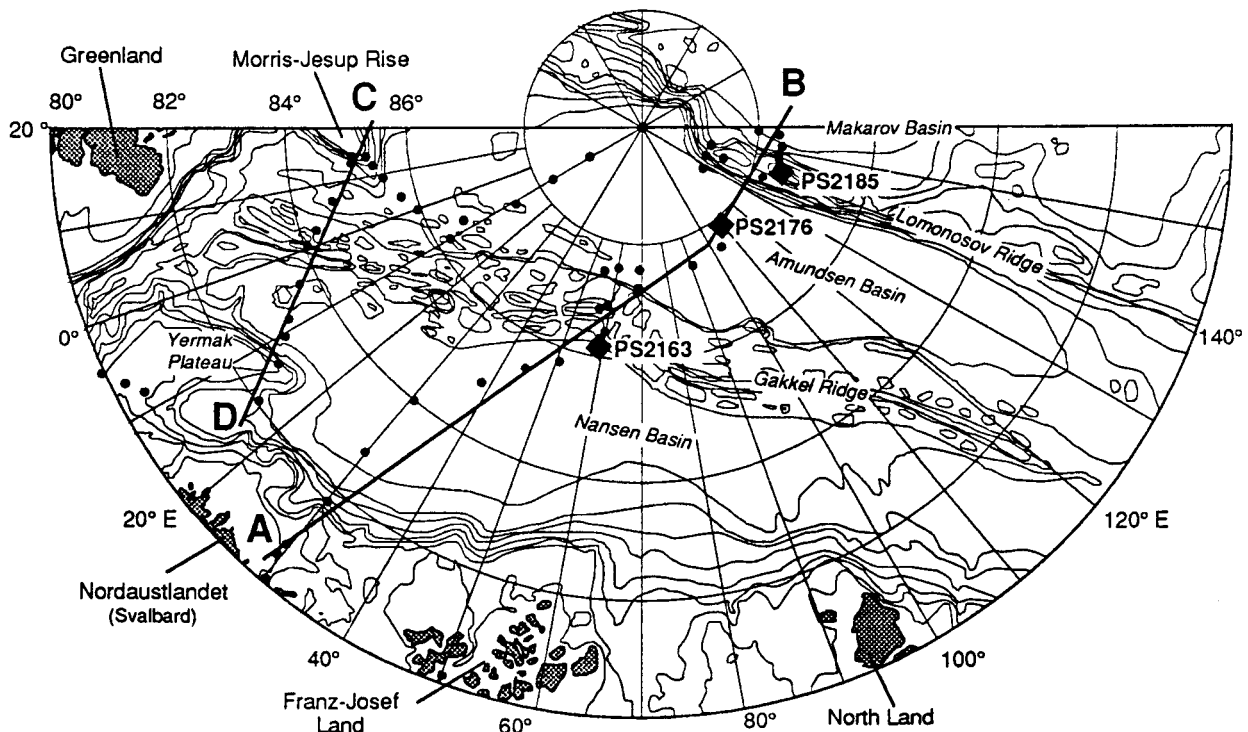 Greenland
Morris-Jesup Rise
80°
82°
84°
C
86°
B
20°
Makarov Basin
PS2185
PS2176
Lomonosov Ridge
Amundsen Basin
0°
Yermak
Plateau
PS2163
140°
Gakkel Ridge
D
Nansen Basin
20° E
A
120° E
Nordaustlandet
(Svalbard)
40°
100°
Franz-Josef
Land
60°
80°
North Land